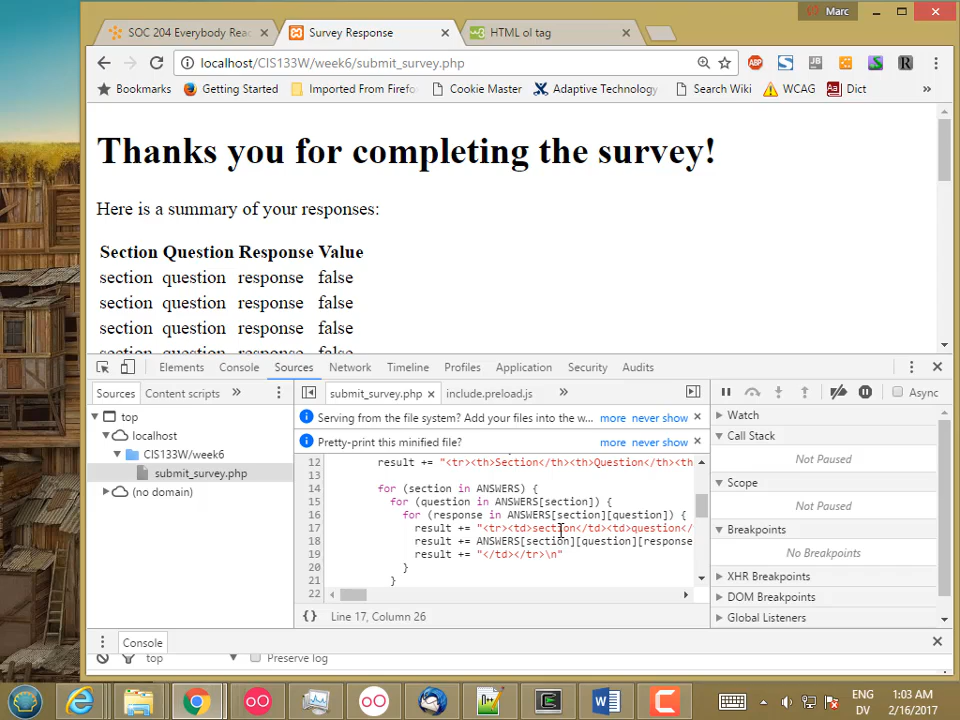 Marc
SOC 204 Everybody Rea
Survey Response
HTML ol tag
localhost/CIS133W/week6/submit_survey.php
Bookmarks
Getting Started
Imported From Firefo
Cookie Master
Adaptive Technology
Search Wiki
WCAG
Dict
»
Thanks you for completing the survey!
Here is a summary of your responses:
Section Question Response Value
section question response false
section question response false
section question response false
section question response false
Elements Console Sources Network Timeline Profiles Application Security Audits
Sources Content scripts »
submit_survey.php × include.preload.js »
Async
top
localhost
CIS133W/week6
submit_survey.php
(no domain)
Serving from the file system? Add your files into the w... more never show ×
Pretty-print this minified file? more never show ×
12 result += "<tr><th>Section</th><th>Question</th><th
13
14 for (section in ANSWERS) {
15 for (question in ANSWERS[section]) {
16 for (response in ANSWERS[section][question]) {
17 result += "<tr><td>section</td><td>question</
18 result += ANSWERS[section][question][response
19 result += "</td></tr>\n"
20 }
21 }
22
{} Line 17, Column 26
Watch
Call Stack
Not Paused
Scope
Not Paused
Breakpoints
No Breakpoints
XHR Breakpoints
DOM Breakpoints
Global Listeners
Console
top
Preserve log
ENG
DV
1:03 AM
2/16/2017